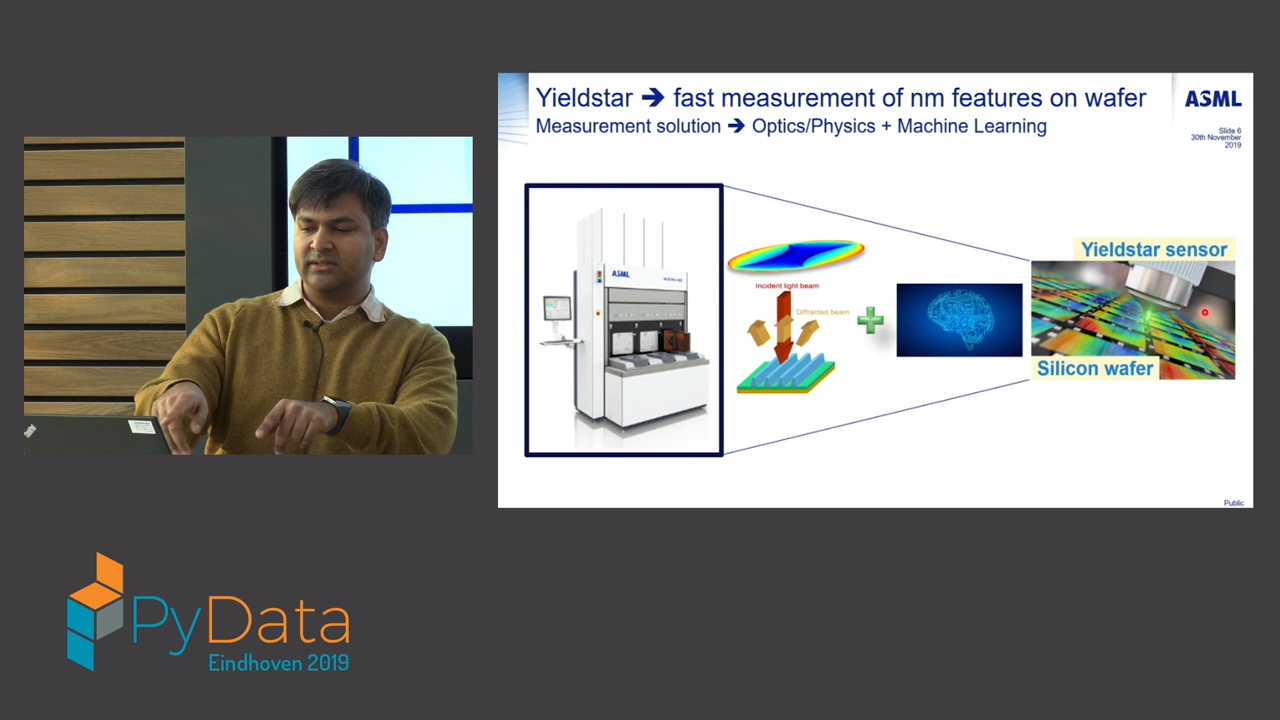 Yieldstar ➔ fast measurement of nm features on wafer
Measurement solution ➔ Optics/Physics + Machine Learning
ASML
Slide 6
30th November
2019
ASML
Incident light beam
Diffracted beam
Yieldstar sensor
Silicon wafer
Public
PyData
Eindhoven 2019